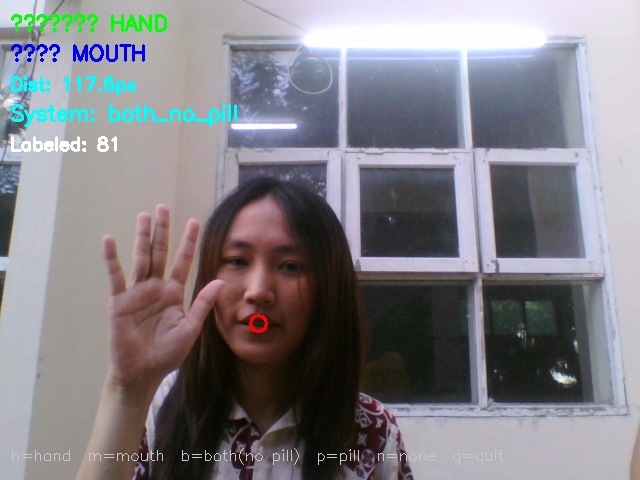 ??????? HAND
???? MOUTH
Dist: 117.6px
System: both_no_pill
Labeled: 81
h=hand m=mouth b=both(no pill) p=pill n=none q=quit